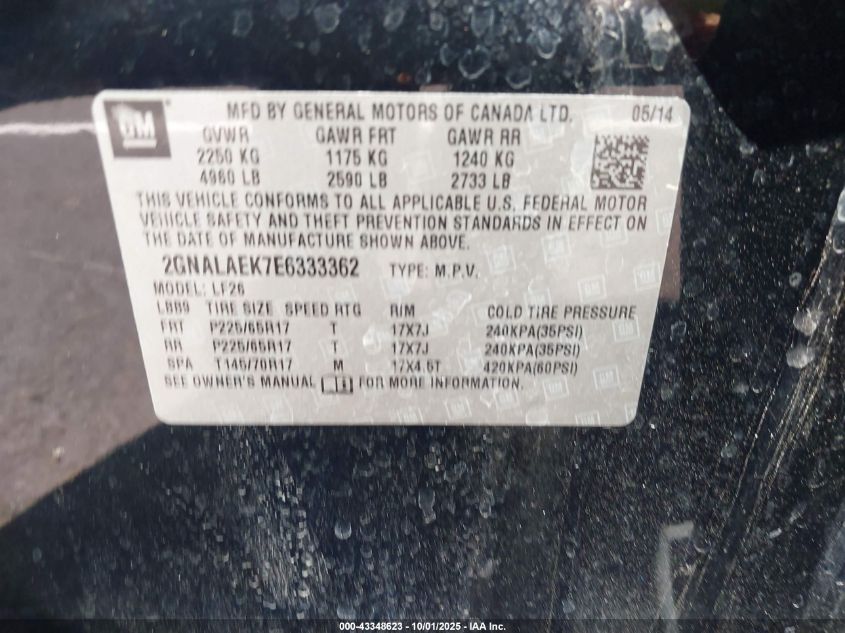 GM
MFD BY GENERAL MOTORS OF CANADA LTD. 05/14
GVWR GAWR FRT GAWR RR
2250 KG 1175 KG 1240 KG
4960 LB 2590 LB 2733 LB
THIS VEHICLE CONFORMS TO ALL APPLICABLE U.S. FEDERAL MOTOR
VEHICLE SAFETY AND THEFT PREVENTION STANDARDS IN EFFECT ON
THE DATE OF MANUFACTURE SHOWN ABOVE.
2GNALAEK7E6333362 TYPE: M.P.V.
MODEL: LF26
LBB9 TIRE SIZE SPEED RTG RIM COLD TIRE PRESSURE
FRT P225/65R17 T 17X7J 240KPA(35PSI)
RR P225/65R17 T 17X7J 240KPA(35PSI)
SPA T145/70R17 M 17X4.5T 420KPA(60PSI)
SEE OWNER'S MANUAL FOR MORE INFORMATION.
000-43348623 - 10/01/2025 - IAA Inc.